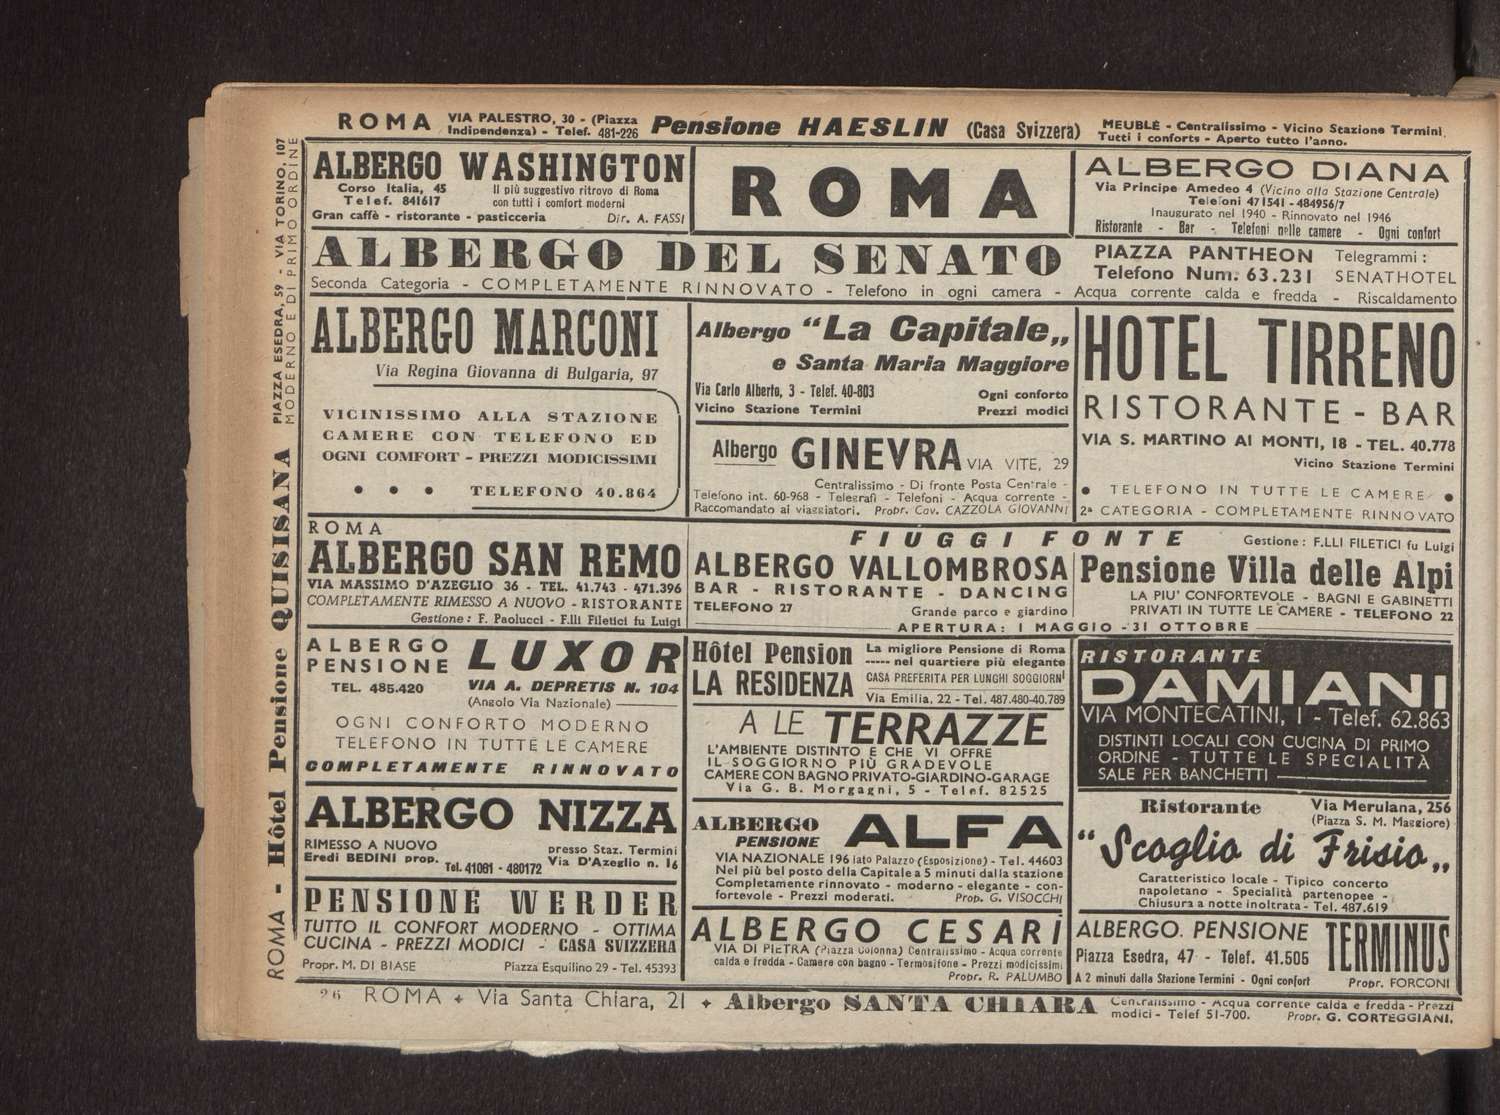 ROMA VIA PALESTRO, 30 - (Piazza Indipendenza) - Telef. 481-226 Pensione HAESLIN (Casa Svizzera) MEUBLÈ - Centralissimo - Vicino Stazione Termini
Tutti i conforts - Aperto tutto l'anno.
ROMA - Hôtel Pensione QUISISANA PIAZZA ESEDRA, 59 - VIA TORINO, 107
MODERNO E DI PRIMO ORDINE
ALBERGO WASHINGTON
Corso Italia, 45
Telef. 841617
Il più suggestivo ritrovo di Roma
con tutti i comfort moderni
Gran caffè - ristorante - pasticceria Dir. A. FASSI
ROMA
ALBERGO DIANA
Via Principe Amedeo 4 (Vicino alla Stazione Centrale)
Telefoni 471541 - 484956/7
Inaugurato nel 1940 - Rinnovato nel 1946
Ristorante - Bar - Telefoni nelle camere - Ogni confort
ALBERGO DEL SENATO
PIAZZA PANTHEON Telegrammi :
Telefono Num. 63.231 SENATHOTEL
Seconda Categoria - COMPLETAMENTE RINNOVATO - Telefono in ogni camera - Acqua corrente calda e fredda - Riscaldamento
ALBERGO MARCONI
Via Regina Giovanna di Bulgaria, 97
VICINISSIMO ALLA STAZIONE
CAMERE CON TELEFONO ED
OGNI COMFORT - PREZZI MODICISSIMI
• • • TELEFONO 40.864
Albergo "La Capitale„
e Santa Maria Maggiore
Via Carlo Alberto, 3 - Telef. 40-803
Vicino Stazione Termini
Ogni conforto
Prezzi modici
Albergo GINEVRA VIA VITE, 29
Centralissimo - Di fronte Posta Centrale -
Telefono int. 60-968 - Telegrafi - Telefoni - Acqua corrente -
Raccomandato ai viaggiatori. Propr. Cav. CAZZOLA GIOVANNI
HOTEL TIRRENO
RISTORANTE - BAR
VIA S. MARTINO AI MONTI, 18 - TEL. 40.778
Vicino Stazione Termini
• TELEFONO IN TUTTE LE CAMERE •
2ª CATEGORIA - COMPLETAMENTE RINNOVATO
ROMA
ALBERGO SAN REMO
VIA MASSIMO D'AZEGLIO 36 - TEL. 41.743 - 471.396
COMPLETAMENTE RIMESSO A NUOVO - RISTORANTE
Gestione : F. Paolucci - F.lli Filetici fu Luigi
FIUGGI FONTE Gestione : F.LLI FILETICI fu Luigi
ALBERGO VALLOMBROSA
BAR - RISTORANTE - DANCING
TELEFONO 27 Grande parco e giardino
Pensione Villa delle Alpi
LA PIU' CONFORTEVOLE - BAGNI E GABINETTI
PRIVATI IN TUTTE LE CAMERE - TELEFONO 22
APERTURA: 1 MAGGIO - 31 OTTOBRE
ALBERGO
PENSIONE
LUXOR
TEL. 485.420 VIA A. DEPRETIS N. 104
(Angolo Via Nazionale)
OGNI CONFORTO MODERNO
TELEFONO IN TUTTE LE CAMERE
COMPLETAMENTE RINNOVATO
Hôtel Pension
LA RESIDENZA
La migliore Pensione di Roma
nel quartiere più elegante
CASA PREFERITA PER LUNGHI SOGGIORNI
Via Emilia, 22 - Tel. 487.480-40.789
A LE TERRAZZE
L'AMBIENTE DISTINTO E CHE VI OFFRE
IL SOGGIORNO PIÙ GRADEVOLE
CAMERE CON BAGNO PRIVATO-GIARDINO-GARAGE
Via G. B. Morgagni, 5 - Telef. 82525
RISTORANTE
DAMIANI
VIA MONTECATINI, 1 - Telef. 62.863
DISTINTI LOCALI CON CUCINA DI PRIMO
ORDINE - TUTTE LE SPECIALITÀ
SALE PER BANCHETTI
ALBERGO NIZZA
RIMESSO A NUOVO
Eredi BEDINI prop.
Tel. 41061 - 480172
presso Staz. Termini
Via D'Azeglio n. 16
ALBERGO
PENSIONE
ALFA
VIA NAZIONALE 196 lato Palazzo (Esposizione) - Tel. 44603
Nel più bel posto della Capitale a 5 minuti dalla stazione
Completamente rinnovato - moderno - elegante - con-
fortevole - Prezzi moderati. Prop. G. VISOCCHI
Ristorante Via Merulana, 256
(Piazza S. M. Maggiore)
"Scoglio di Frisio„
Caratteristico locale - Tipico concerto
napoletano - Specialità partenopee -
Chiusura a notte inoltrata - Tel. 487.619
PENSIONE WERDER
TUTTO IL CONFORT MODERNO - OTTIMA
CUCINA - PREZZI MODICI - CASA SVIZZERA
Propr. M. DI BIASE Piazza Esquilino 29 - Tel. 45393
ALBERGO CESARI
VIA DI PIETRA (Piazza Colonna) Centralissimo - Acqua corrente
calda e fredda - Camere con bagno - Termosifone - Prezzi modicissimi
Propr. R. PALUMBO
ALBERGO PENSIONE TERMINUS
Piazza Esedra, 47 - Telef. 41.505
A 2 minuti dalla Stazione Termini - Ogni confort Propr. FORCONI
26 ROMA + Via Santa Chiara, 21 + Albergo SANTA CHIARA Centralissimo - Acqua corrente calda e fredda - Prezzi
modici - Telef 51-700. Propr. G. CORTEGGIANI.